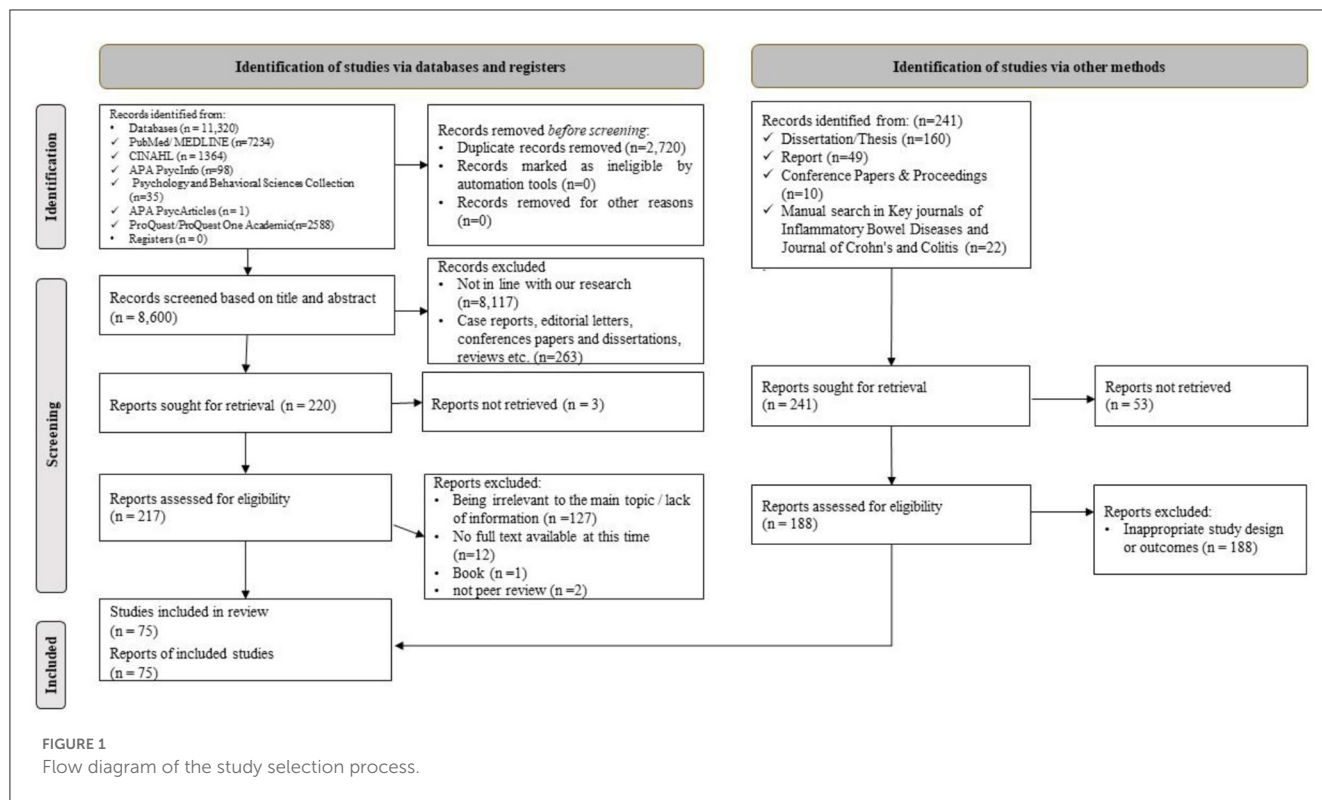 Identification of studies via databases and registers
Identification of studies via other methods
Identification
Records identified from:
• Databases (n = 11,320)
✓ PubMed/ MEDLINE (n=7234)
✓ CINAHL (n = 1364)
✓ APA PsycInfo (n=98)
✓ Psychology and Behavioral Sciences Collection
(n=35)
✓ APA PsycArticles (n = 1)
✓ ProQuest/ProQuest One Academic(n=2588)
• Registers (n = 0)
Records removed before screening:
• Duplicate records removed (n=2,720)
• Records marked as ineligible by
automation tools (n=0)
• Records removed for other reasons
(n=0)
Records identified from: (n=241)
✓ Dissertation/Thesis (n=160)
✓ Report (n=49)
✓ Conference Papers & Proceedings
(n=10)
✓ Manual search in Key journals of
Inflammatory Bowel Diseases and
Journal of Crohn's and Colitis (n=22)
.
Screening
Records screened based on title and abstract
(n = 8,600)
Records excluded
• Not in line with our research
(n=8,117)
• Case reports, editorial letters,
conferences papers and dissertations,
reviews etc. (n=263)
Reports sought for retrieval (n = 220)
Reports not retrieved (n = 3)
Reports sought for retrieval
(n = 241)
Reports not retrieved
(n = 53)
Reports assessed for eligibility
(n = 217)
Reports excluded:
• Being irrelevant to the main topic / lack
of information (n =127)
• No full text available at this time
(n=12)
• Book (n =1)
• not peer review (n =2)
Reports assessed for eligibility
(n = 188)
Reports excluded:
• Inappropriate study design
or outcomes (n = 188)
Included
Studies included in review
(n = 75)
Reports of included studies
(n = 75)
FIGURE 1
Flow diagram of the study selection process.